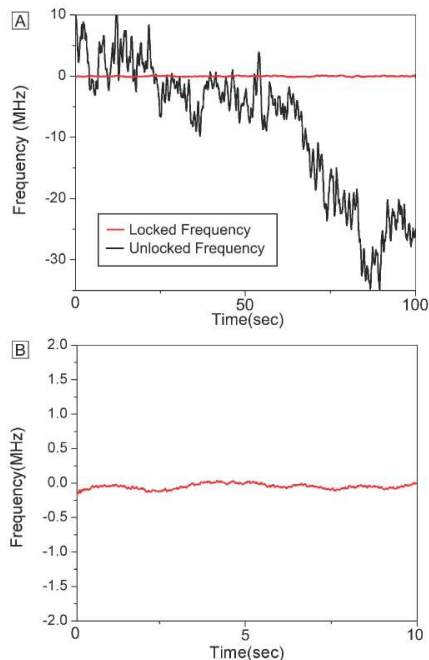 A
10
0
-10
-20
-30
Frequency (MHz)
Locked Frequency
Unlocked Frequency
0
50
100
Time(sec)
B
2.0
1.5
1.0
0.5
0.0
-0.5
-1.0
-1.5
-2.0
Frequency(MHz)
0
5
10
Time(sec)